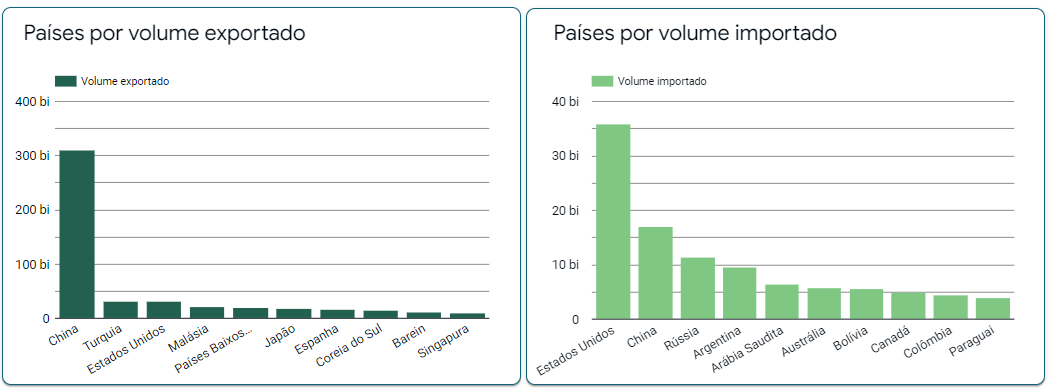 Países por volume exportado
Volume exportado
400 bi
300 bi
200 bi
100 bi
0
China
Turquia
Estados Unidos
Malásia
Países Baixos...
Japão
Espanha
Coreia do Sul
Barein
Singapura
Países por volume importado
Volume importado
40 bi
30 bi
20 bi
10 bi
0
Estados Unidos
China
Rússia
Argentina
Arábia Saudita
Austrália
Bolívia
Canadá
Colômbia
Paraguai